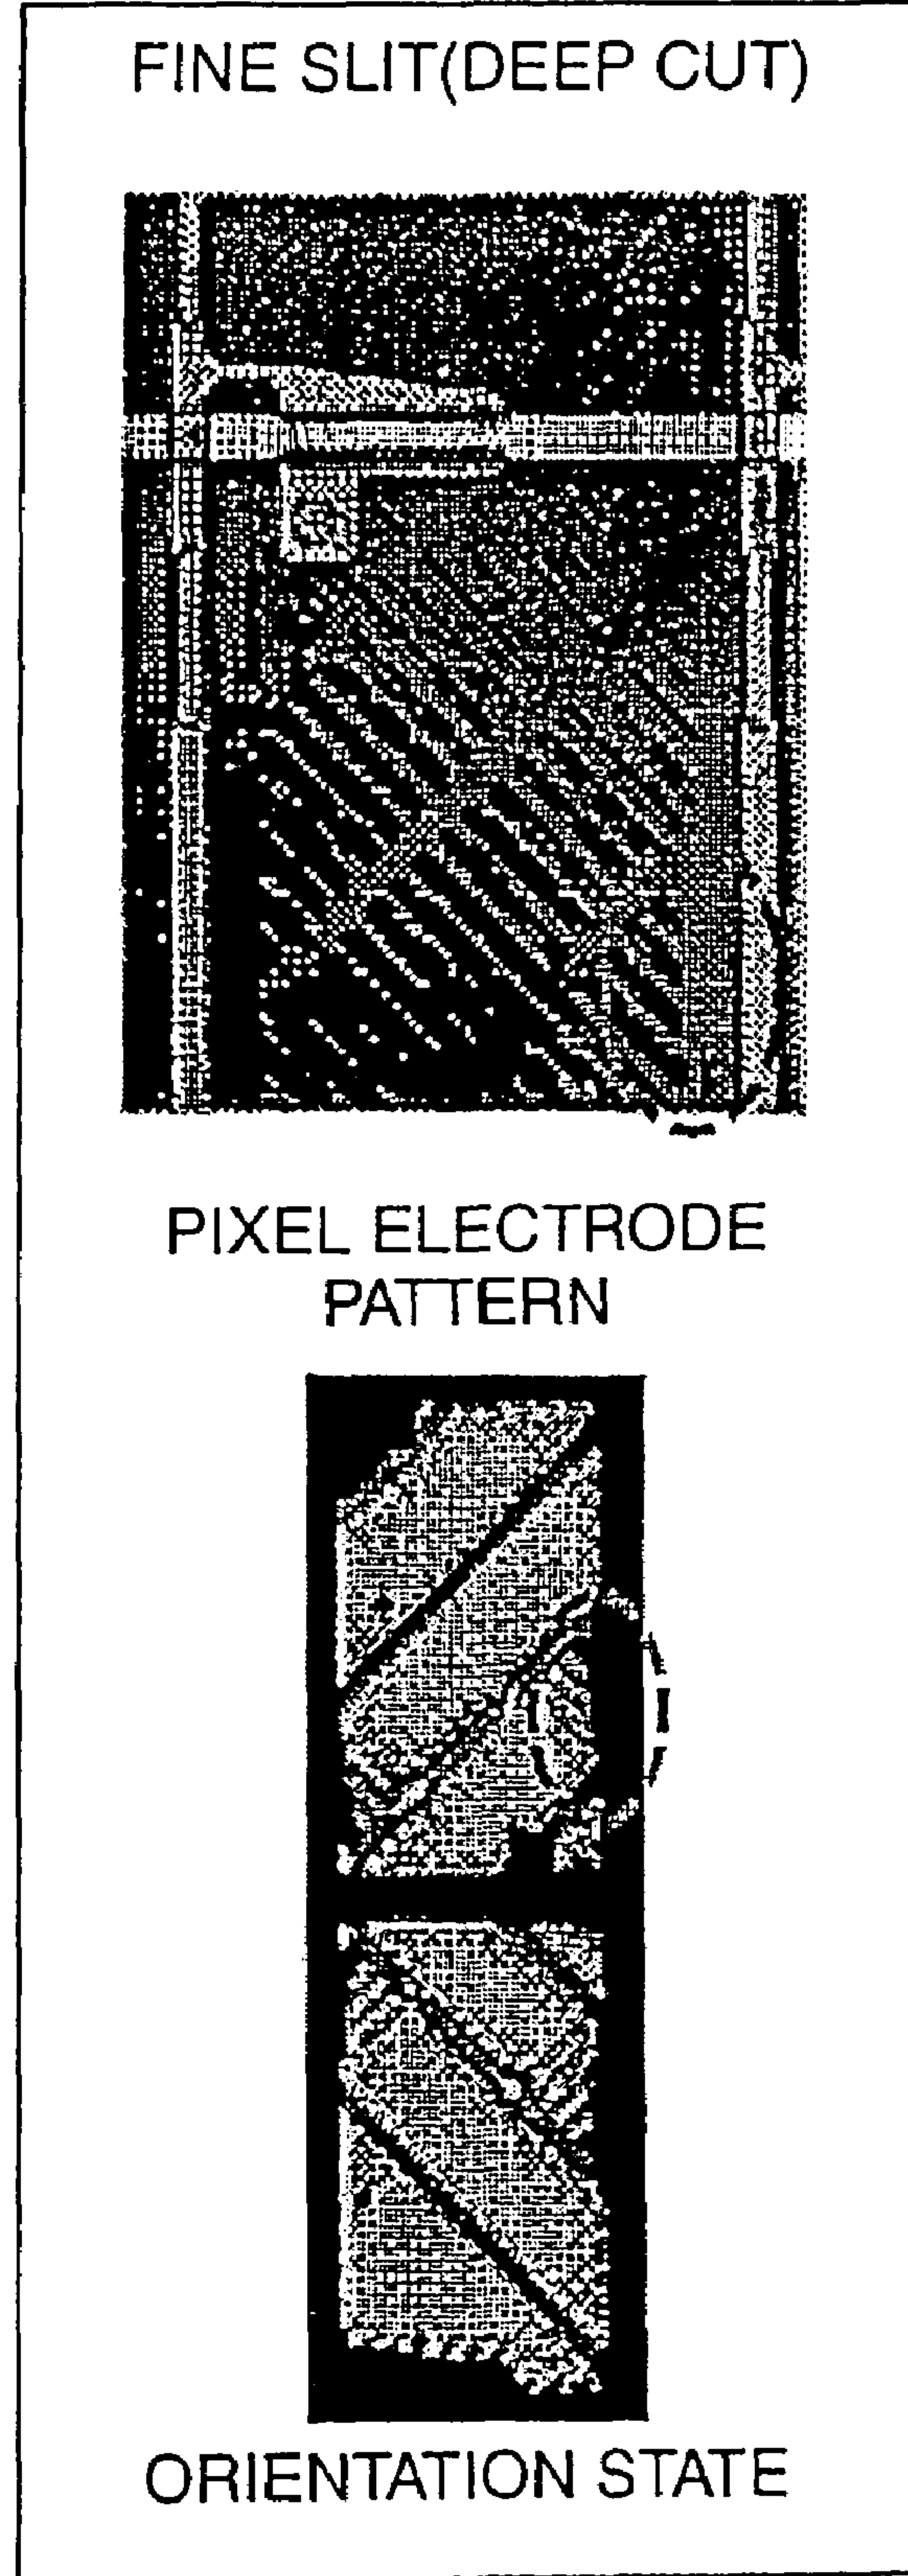 FINE SLIT(DEEP CUT)
PIXEL ELECTRODE
PATTERN
ORIENTATION STATE